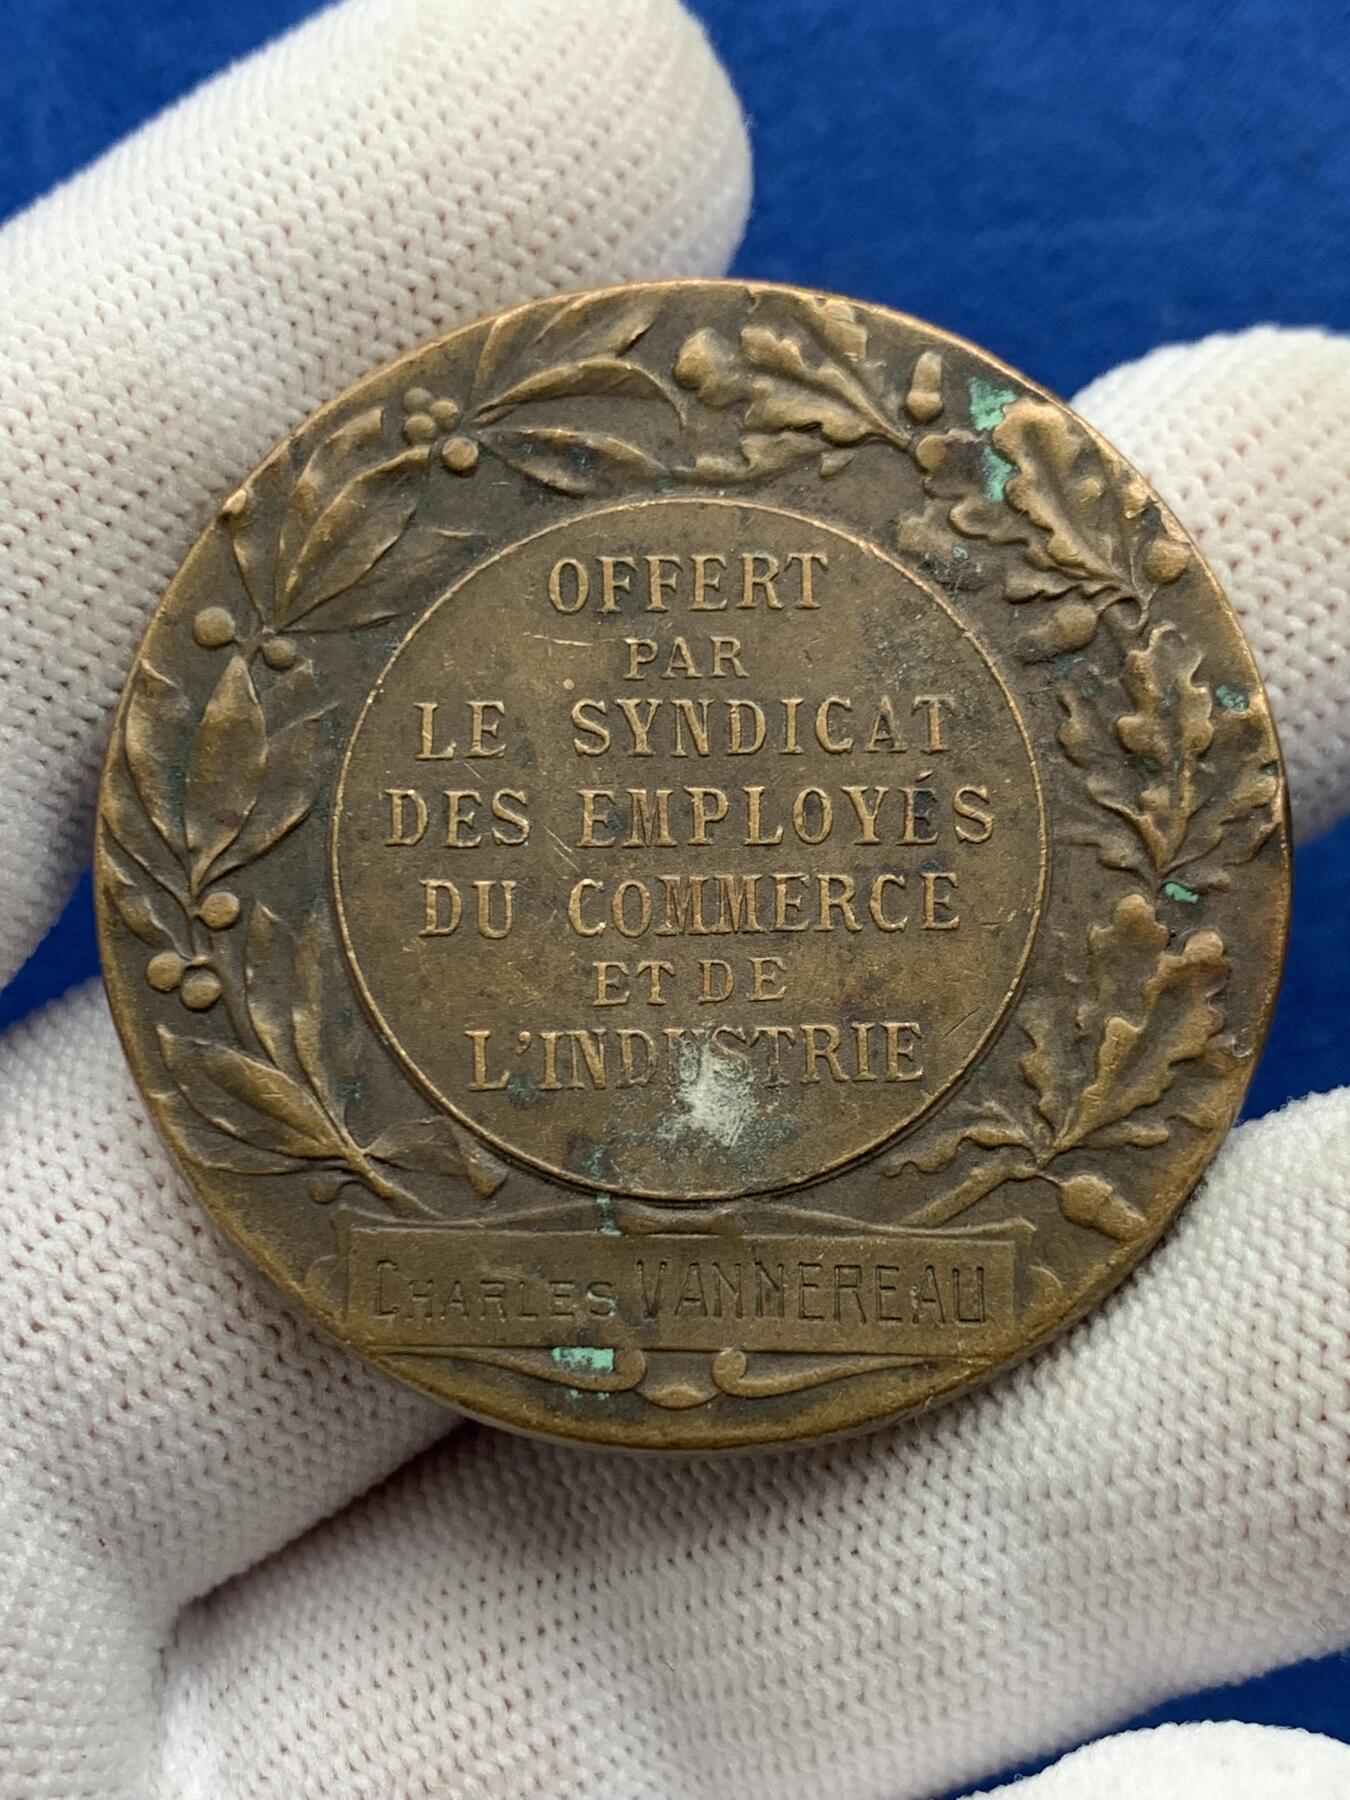 OFFERT
PAR
LE SYNDICAT
DES EMPLOYÉS
DU COMMERCE
ET DE
L'INDUSTRIE
CHARLES VANNEREAU